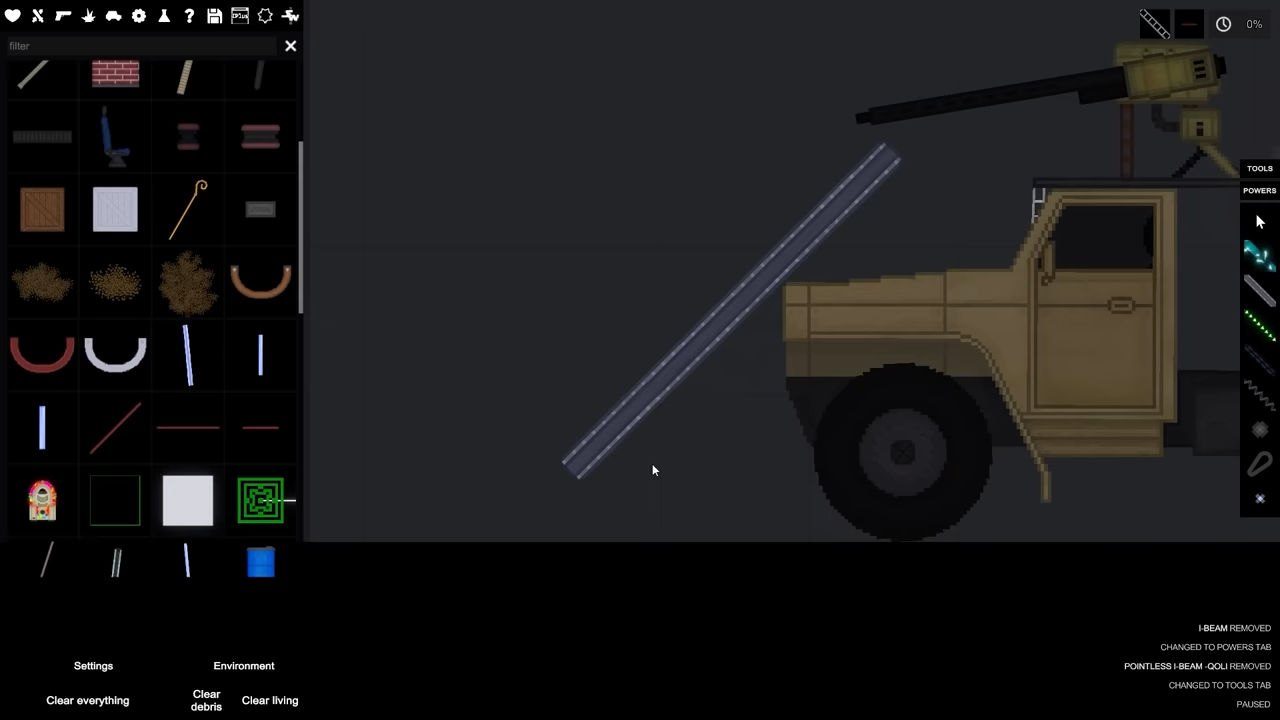 filter
0%
TOOLS
POWERS
I-BEAM REMOVED
CHANGED TO POWERS TAB
POINTLESS I-BEAM -QOLI REMOVED
CHANGED TO TOOLS TAB
PAUSED
Settings
Environment
Clear everything
Clear
debris
Clear living